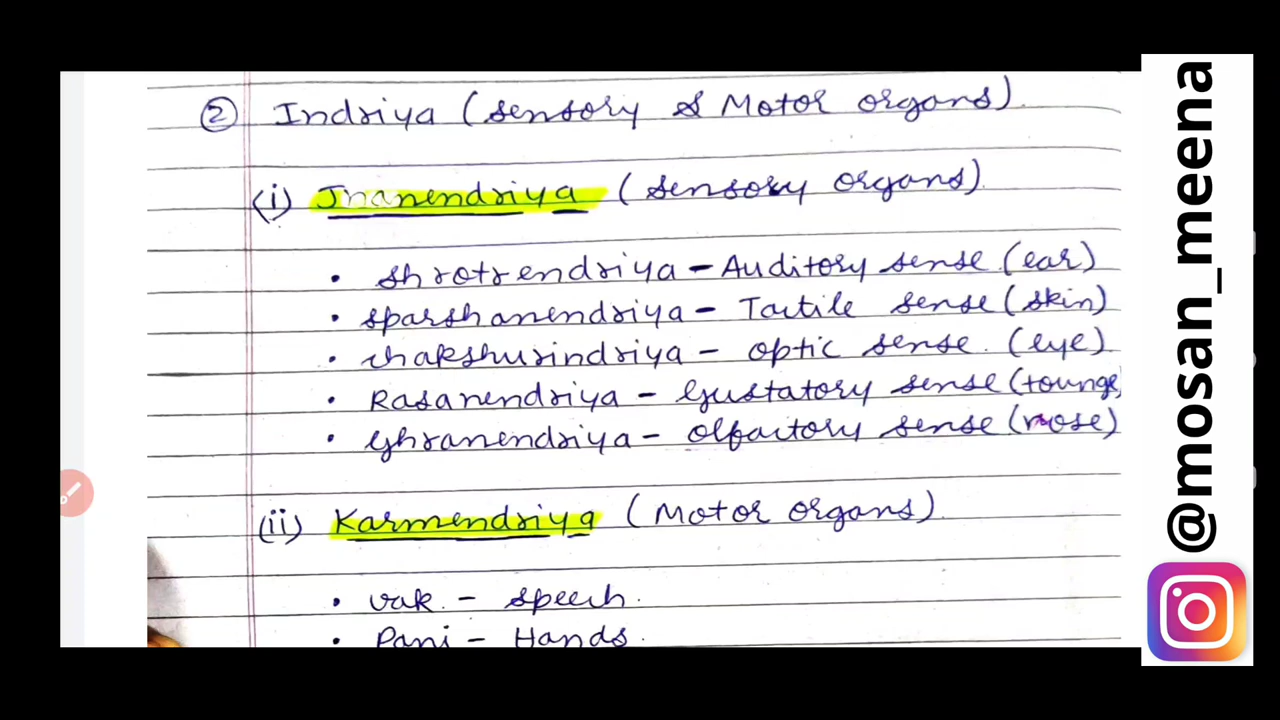 ② Indriya (sensory & Motor organs).
(i) Jnanendriya (sensory organs).
• shrotrendriya – Auditory sense (ear)
• sparshanendriya – Tactile sense (skin)
• chakshurindriya – optic sense. (eye).
• Rasanendriya – Gustatory sense (tounge)
• Ghranendriya – olfactory sense (nose)
(ii) Karmendriya (Motor organs).
• vak. – speech.
• Pani – Hands.
@mosan_meena